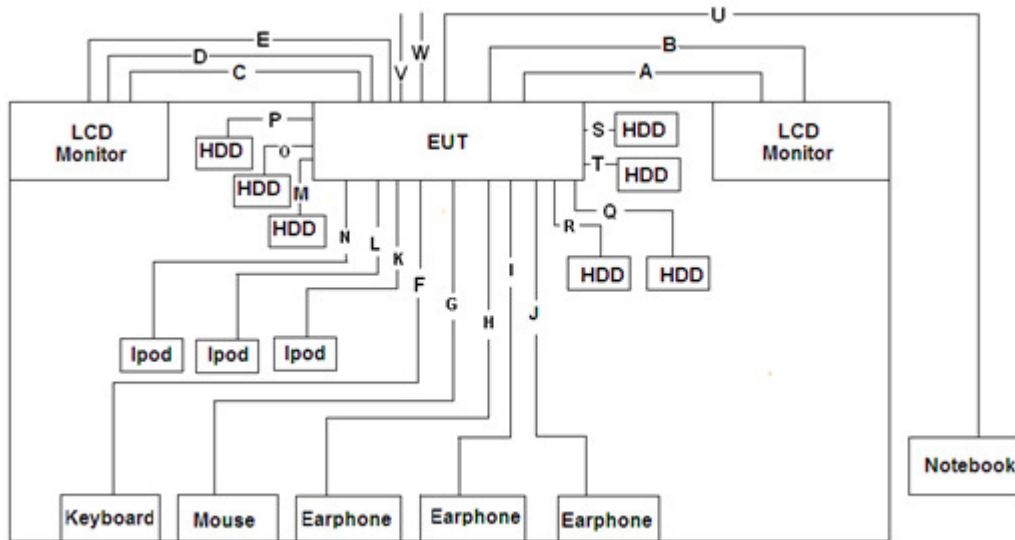 U
E
W
B
D
V
C
A
LCD
Monitor
P
HDD
O
HDD
M
HDD
EUT
S
HDD
T
HDD
LCD
Monitor
N
L
K
F
G
H
I
J
R
Q
HDD
HDD
Ipod
Ipod
Ipod
Notebook
Keyboard
Mouse
Earphone
Earphone
Earphone